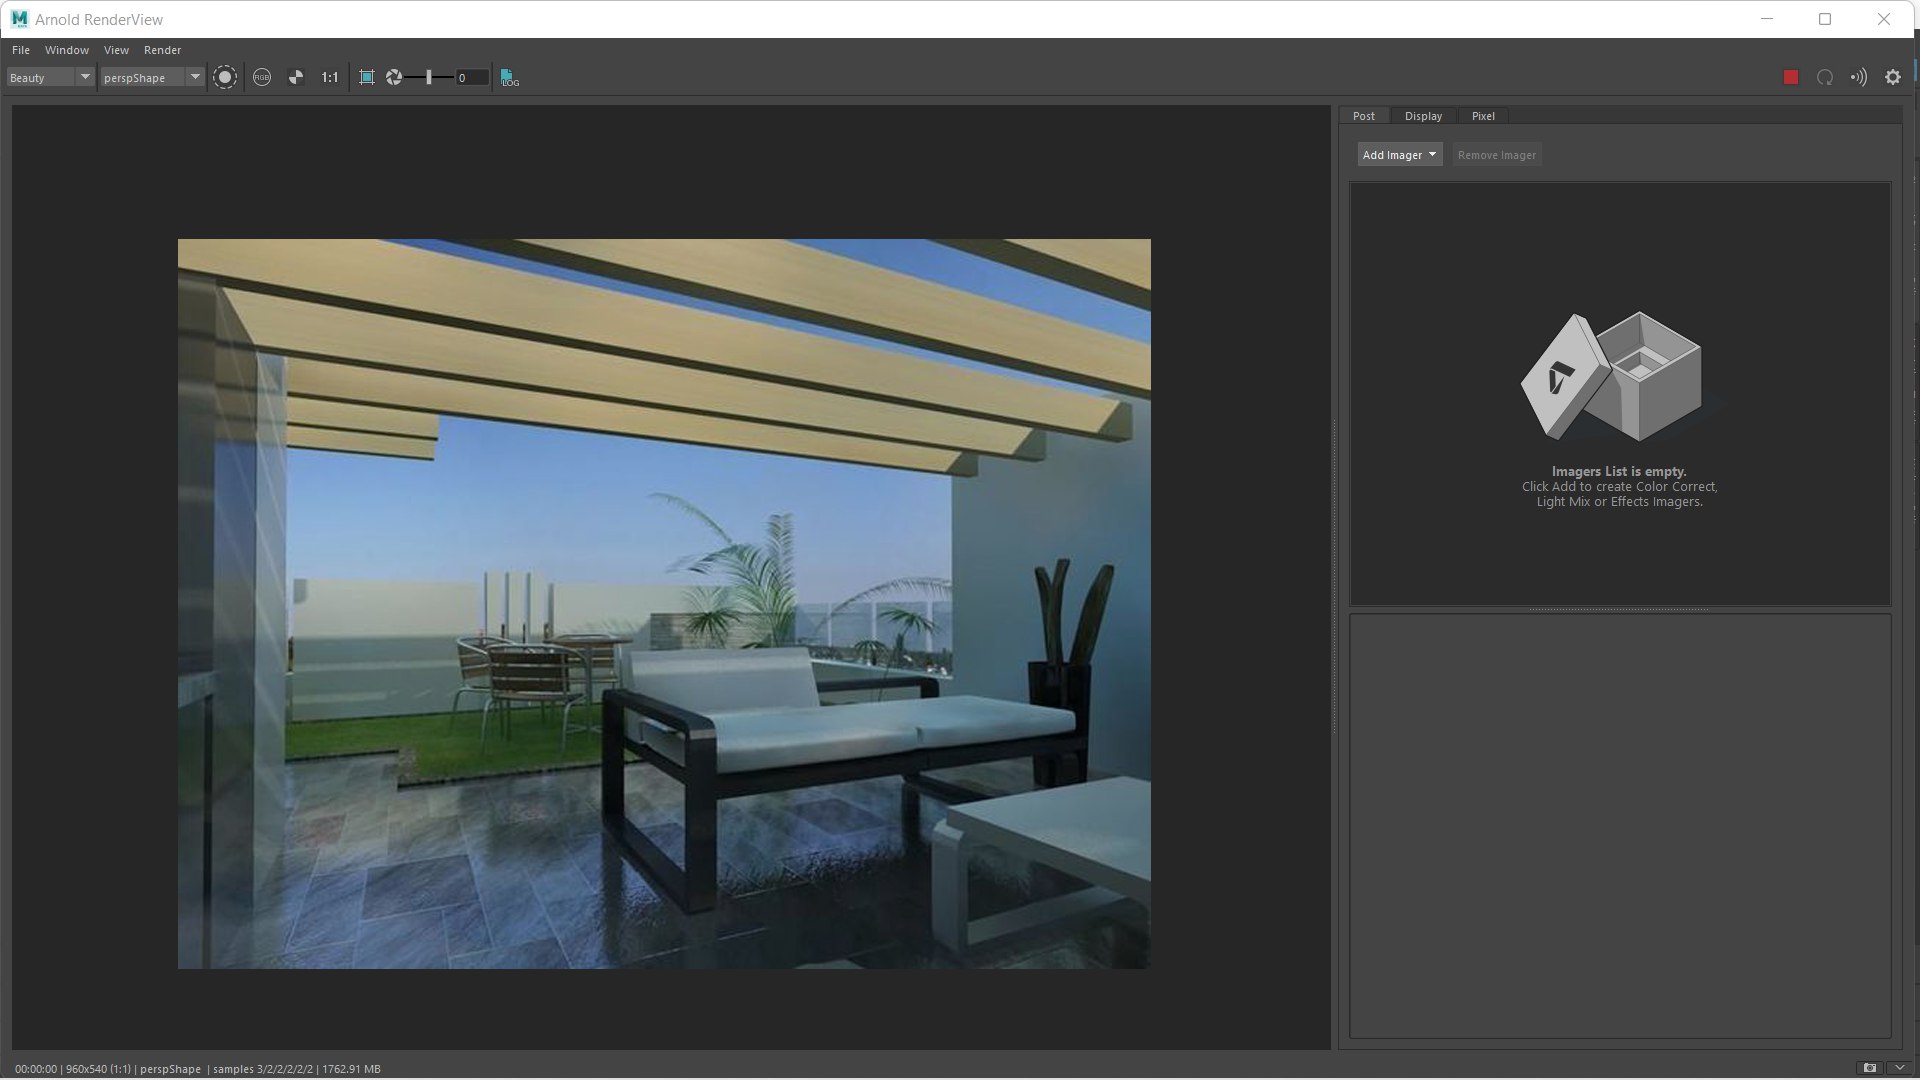 Arnold RenderView
File Window View Render
Beauty perspShape RGB 1:1 0 LOG
Post Display Pixel
Add Imager Remove Imager
Imagers List is empty.
Click Add to create Color Correct,
Light Mix or Effects Imagers.
00:00:00 | 960x540 (1:1) | perspShape | samples 3/2/2/2/2/2 | 1762.91 MB